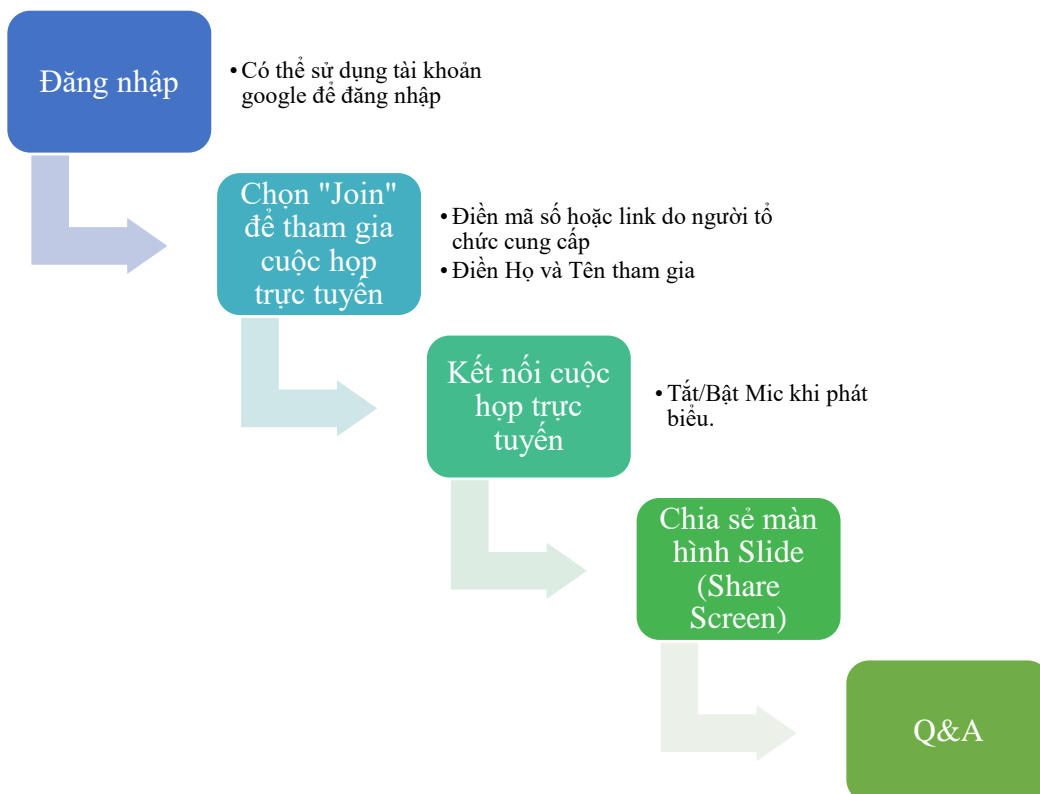 Đăng nhập
• Có thể sử dụng tài khoản
google để đăng nhập
Chọn "Join"
để tham gia
cuộc họp
trực tuyến
• Điền mã số hoặc link do người tổ
chức cung cấp
• Điền Họ và Tên tham gia
Kết nối cuộc
họp trực
tuyến
• Tắt/Bật Mic khi phát
biểu.
Chia sẻ màn
hình Slide
(Share
Screen)
Q&A